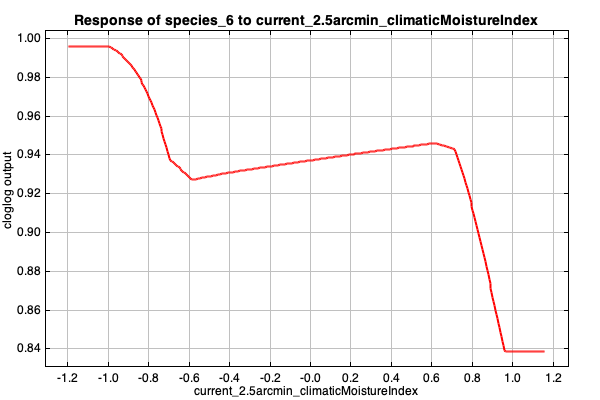 Response of species_6 to current_2.5arcmin_climaticMoistureIndex
1.00
0.98
0.96
0.94
0.92
0.90
0.88
0.86
0.84
cloglog output
-1.2 -1.0 -0.8 -0.6 -0.4 -0.2 -0.0 0.2 0.4 0.6 0.8 1.0 1.2
current_2.5arcmin_climaticMoistureIndex